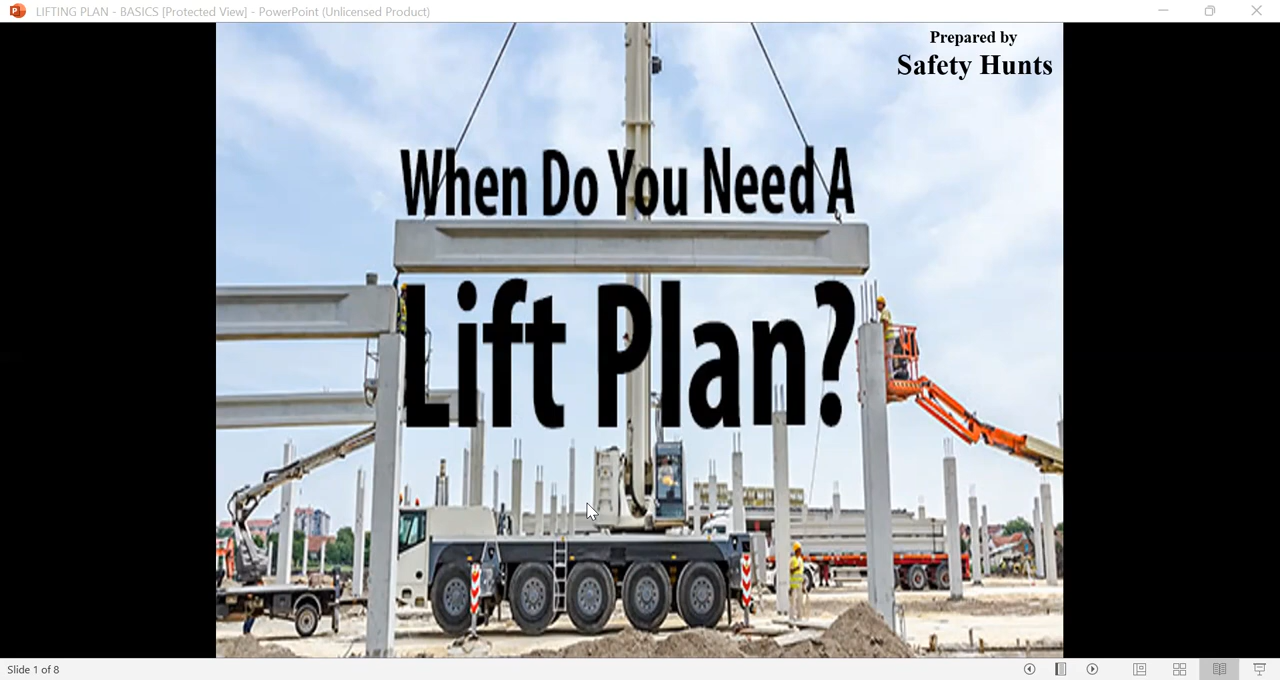 LIFTING PLAN - BASICS [Protected View] - PowerPoint (Unlicensed Product)
Prepared by
Safety Hunts
When Do You Need A
Lift Plan?
Slide 1 of 8